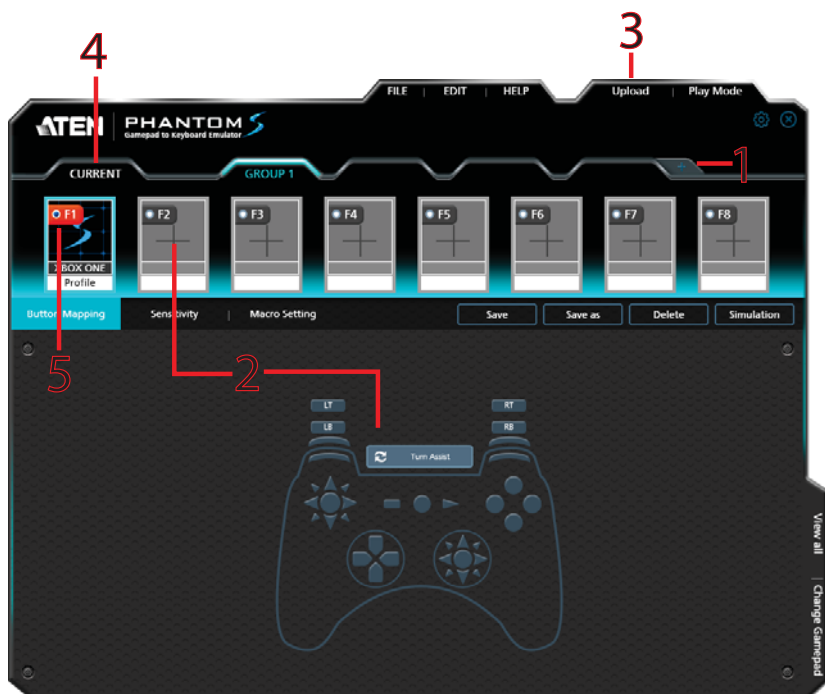 4
3
FILE | EDIT | HELP
Upload | Play Mode
ATEN PHANTOM S
Gamepad to Keyboard Emulator
1
CURRENT
GROUP 1
F1
F2
F3
F4
F5
F6
F7
F8
XBOX ONE
Profile
Button Mapping
Sensitivity | Macro Setting
Save
Save as
Delete
Simulation
5
2
LT
RT
LB
RB
Turn Assist
View all | Change Gamepad